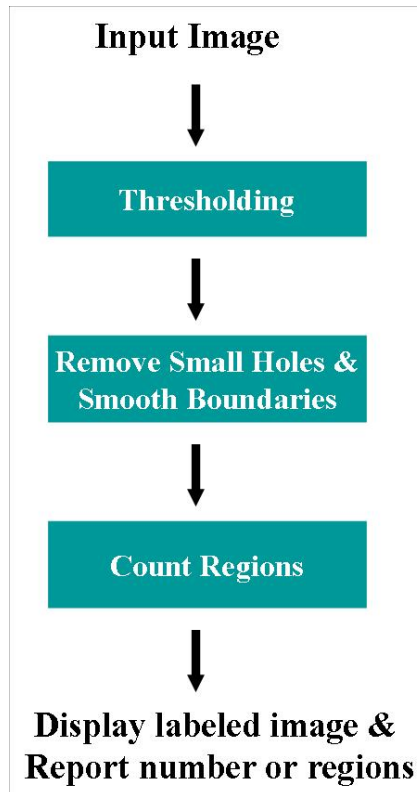 Input Image
Thresholding
Remove Small Holes &
Smooth Boundaries
Count Regions
Display labeled image &
Report number or regions